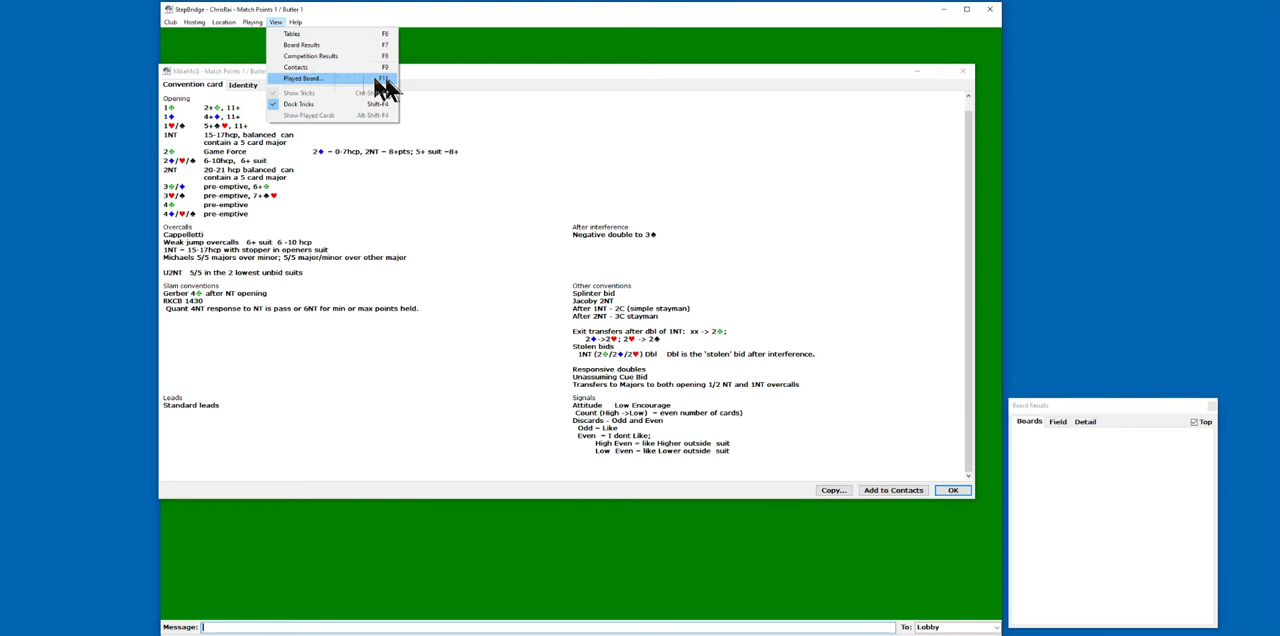 StepBridge - ChrisRai - Match Points 1 / Butler 1
Club Hosting Location Playing View Help
Tables F6
Board Results F7
Competition Results F8
Contacts F9
Played Board... F11
Show Tricks
Dock Tricks Shift-F4
Show Played Cards Alt-Shift-F4
MikeMcG - Match Points 1 / Butler
Convention card Identity
Opening
1♣ 2+♣, 11+
1♦ 4+♦, 11+
1♥/♠ 5+♠♥, 11+
1NT 15-17hcp, balanced can
contain a 5 card major
2♣ Game Force 2♦ - 0-7hcp, 2NT - 8+pts; 5+ suit -8+
2♦/♥/♠ 6-10hcp, 6+ suit
2NT 20-21 hcp balanced can
contain a 5 card major
3♣/♦ pre-emptive, 6+♣
3♥/♠ pre-emptive, 7+♠♥
4♣ pre-emptive
4♦/♥/♠ pre-emptive
Overcalls
Cappelletti
Weak jump overcalls 6+ suit 6 -10 hcp
1NT - 15-17hcp with stopper in openers suit
Michaels 5/5 majors over minor; 5/5 major/minor over other major
U2NT 5/5 in the 2 lowest unbid suits
After interference
Negative double to 3♠
Slam conventions
Gerber 4♣ after NT opening
RKCB 1430
Quant 4NT response to NT is pass or 6NT for min or max points held.
Other conventions
Splinter bid
Jacoby 2NT
After 1NT - 2C (simple stayman)
After 2NT - 3C stayman
Exit transfers after dbl of 1NT: xx -> 2♣;
2♦->2♥; 2♥ -> 2♠
Stolen bids
1NT (2♣/2♦/2♥) Dbl Dbl is the 'stolen' bid after interference.
Responsive doubles
Unassuming Cue Bid
Transfers to Majors to both opening 1/2 NT and 1NT overcalls
Leads
Standard leads
Signals
Attitude Low Encourage
Count (High ->Low) - even number of cards)
Discards - Odd and Even
Odd - Like
Even - I dont Like;
High Even = like Higher outside suit
Low Even - like Lower outside suit
Copy... Add to Contacts OK
Board Results
Boards Field Detail Top
Message: To: Lobby